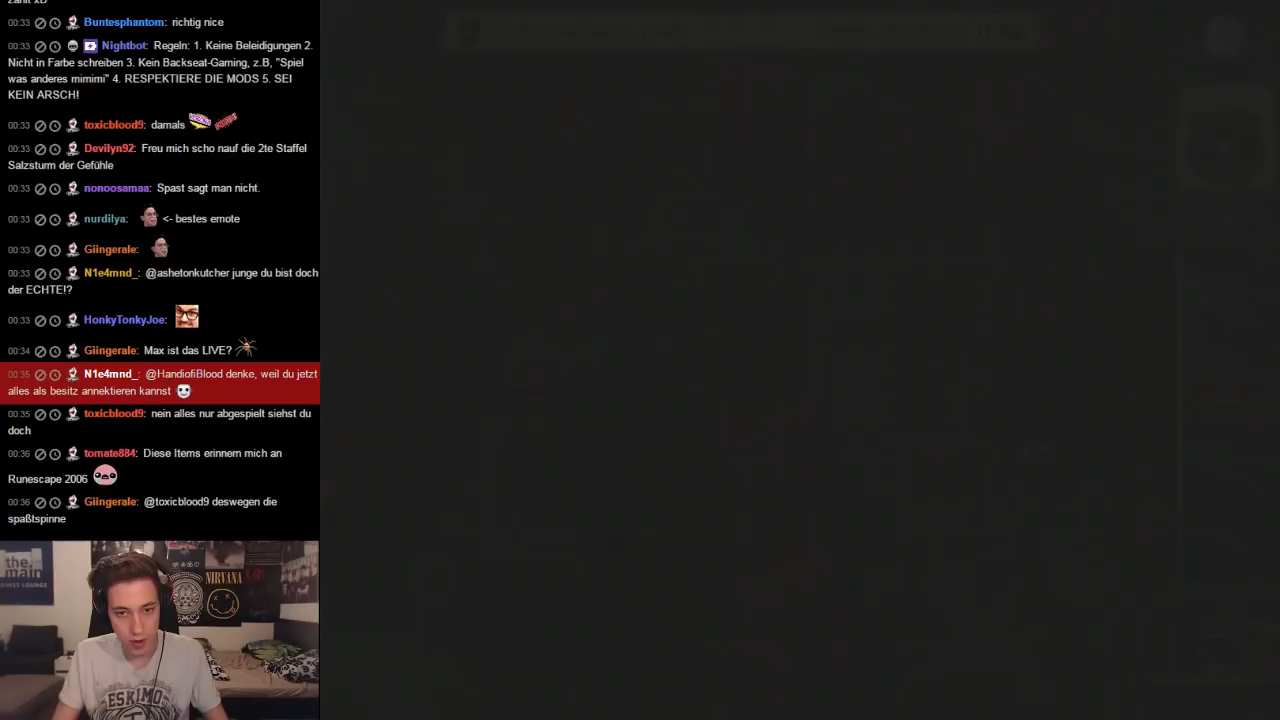 00:33 Buntesphantom: richtig nice
00:33 Nightbot: Regeln: 1. Keine Beleidigungen 2.
Nicht in Farbe schreiben 3. Kein Backseat-Gaming, z.B, "Spiel
was anderes mimimi" 4. RESPEKTIERE DIE MODS 5. SEI
KEIN ARSCH!
00:33 toxicblood9: damals
00:33 Devilyn92: Freu mich scho nauf die 2te Staffel
Salzsturm der Gefühle
00:33 nonoosamaa: Spast sagt man nicht.
00:33 nurdilya: <- bestes emote
00:33 Giingerale:
00:33 N1e4mnd_: @ashetonkutcher junge du bist doch
der ECHTE!?
00:33 HonkyTonkyJoe:
00:34 Giingerale: Max ist das LIVE?
00:35 N1e4mnd_: @HandiofiBlood denke, weil du jetzt
alles als besitz annektieren kannst
00:35 toxicblood9: nein alles nur abgespielt siehst du
doch
00:36 tomate884: Diese Items erinnern mich an
Runescape 2006
00:36 Giingerale: @toxicblood9 deswegen die
spaßtspinne
the
main
NESS LOUNGE
NIRVANA
ESKIMO